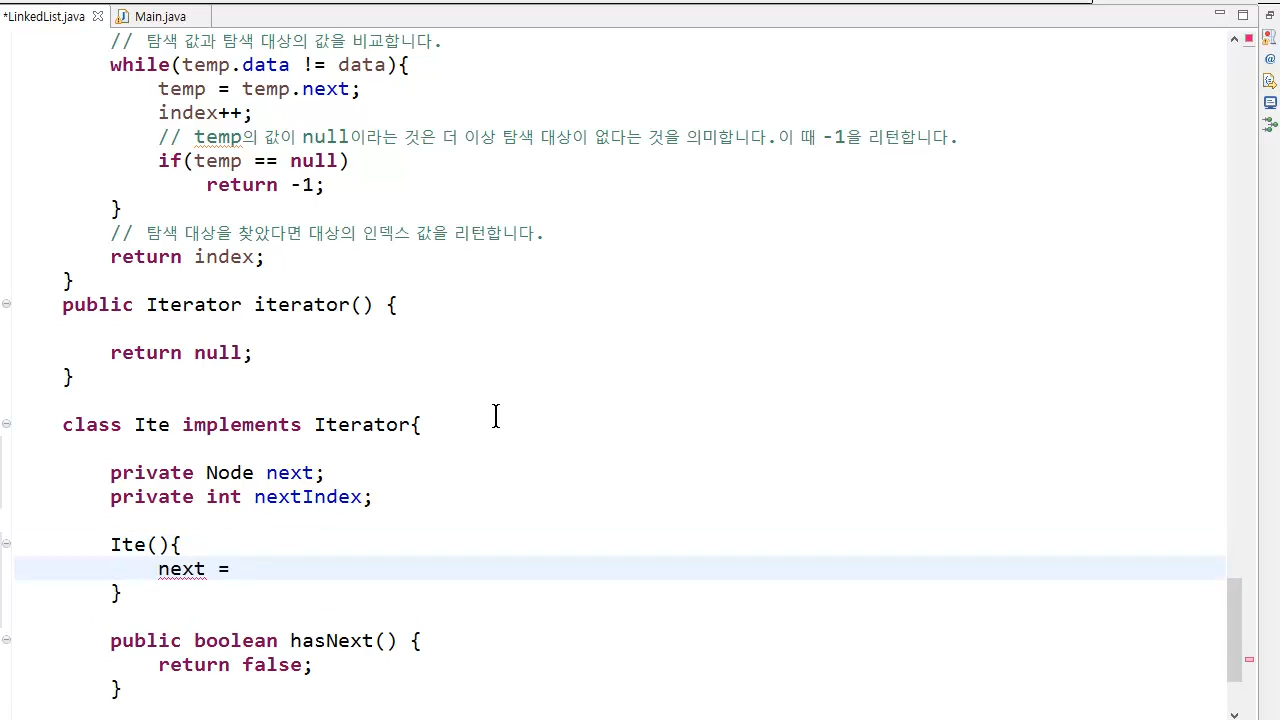 *LinkedList.java
Main.java
// 탐색 값과 탐색 대상의 값을 비교합니다.
while(temp.data != data){
temp = temp.next;
index++;
// temp의 값이 null이라는 것은 더 이상 탐색 대상이 없다는 것을 의미합니다.이 때 -1을 리턴합니다.
if(temp == null)
return -1;
}
// 탐색 대상을 찾았다면 대상의 인덱스 값을 리턴합니다.
return index;
}
public Iterator iterator() {
return null;
}
class Ite implements Iterator{
private Node next;
private int nextIndex;
Ite(){
next =
}
public boolean hasNext() {
return false;
}